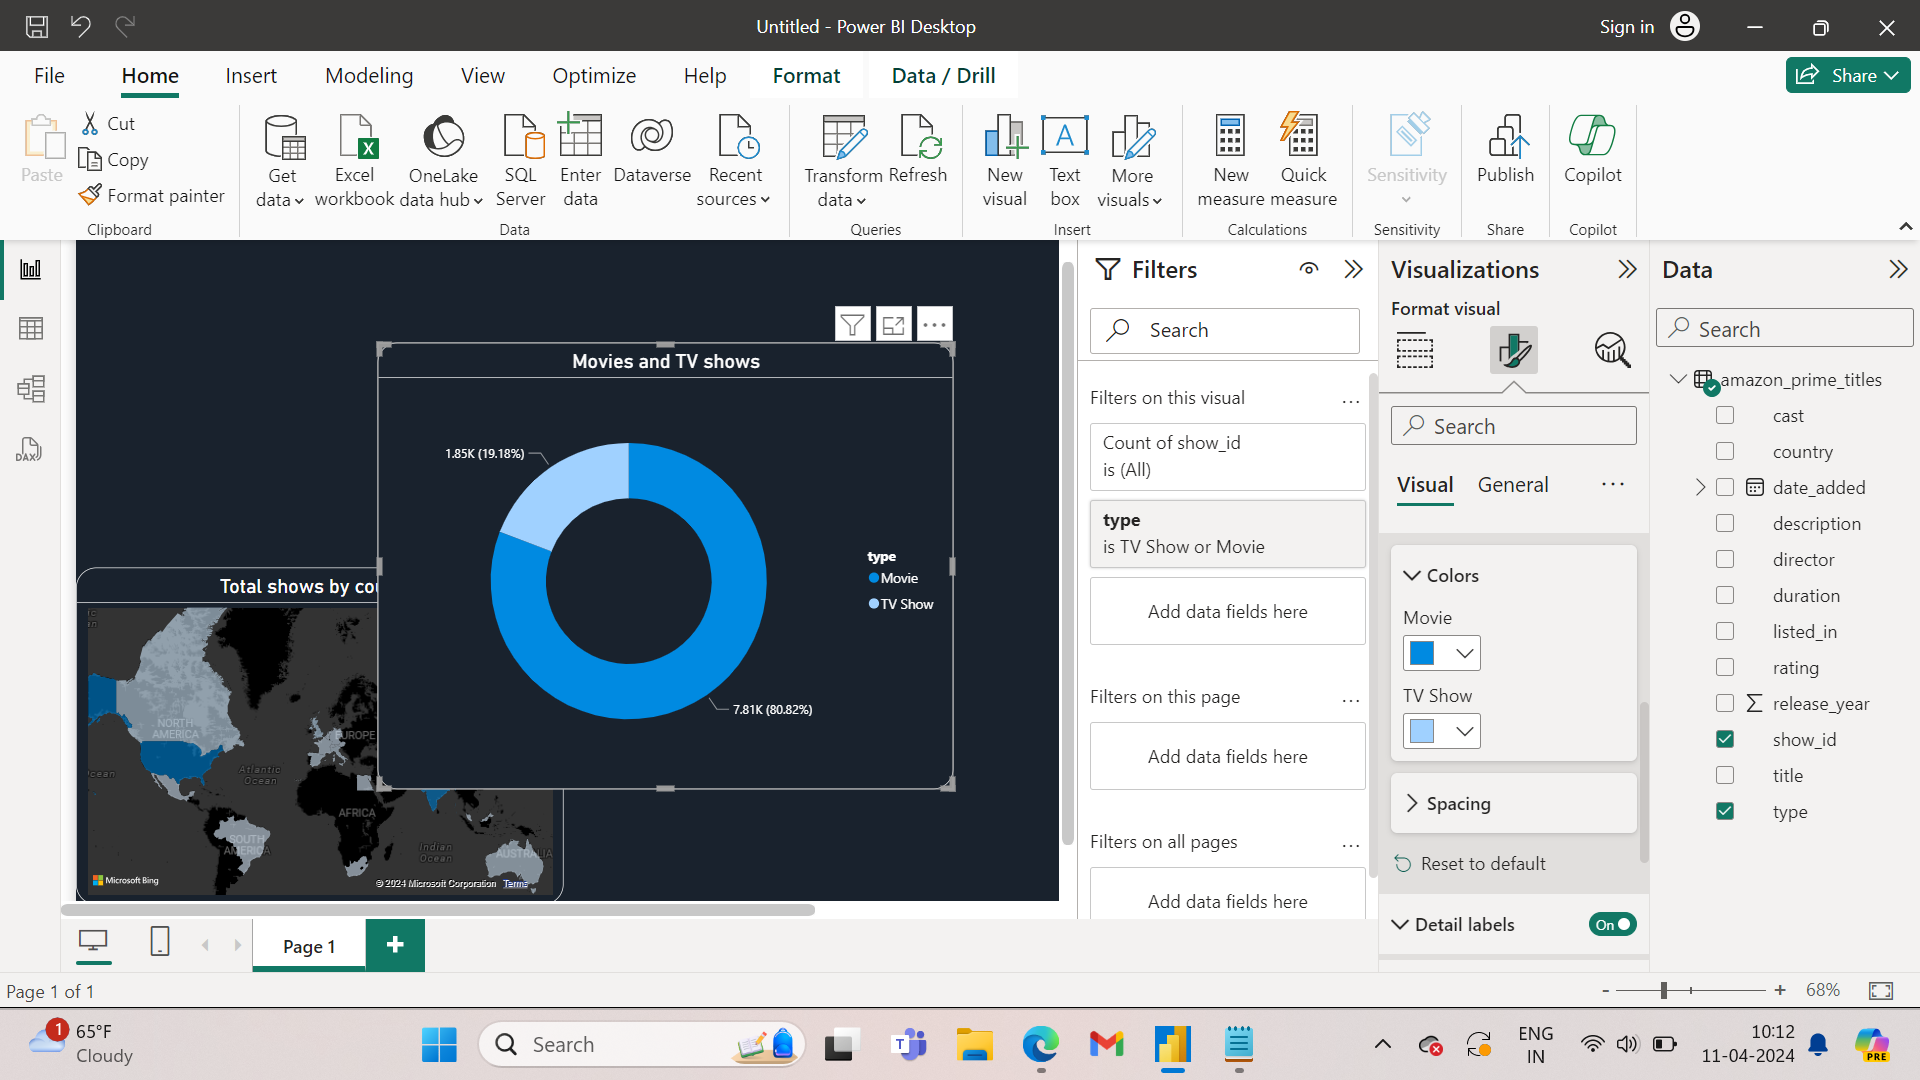 Untitled - Power BI Desktop
Sign in
File
Home
Insert
Modeling
View
Optimize
Help
Format
Data / Drill
Share
Paste
Cut
Copy
Format painter
Clipboard
Get
data
Excel
workbook
OneLake
data hub
SQL
Server
Enter
data
Dataverse
Recent
sources
Data
Transform
data
Refresh
Queries
New
visual
Text
box
More
visuals
Insert
New
measure
Quick
measure
Calculations
Sensitivity
Sensitivity
Publish
Share
Copilot
Copilot
DAX
Movies and TV shows
1.85K (19.18%)
7.81K (80.82%)
type
Movie
TV Show
Total shows by cou
NORTH
AMERICA
EUROPE
Atlantic
Ocean
AFRICA
SOUTH
AMERICA
Indian
Ocean
AUSTRALIA
Microsoft Bing
© 2024 Microsoft Corporation Terms
Filters
Search
Filters on this visual
Count of show_id
is (All)
type
is TV Show or Movie
Add data fields here
Filters on this page
Add data fields here
Filters on all pages
Add data fields here
Visualizations
Format visual
Search
Visual
General
Colors
Movie
TV Show
Spacing
Reset to default
Detail labels
On
Data
Search
amazon_prime_titles
cast
country
date_added
description
director
duration
listed_in
rating
release_year
show_id
title
type
Page 1
Page 1 of 1
68%
1
65°F
Cloudy
Search
ENG
IN
10:12
11-04-2024
PRE